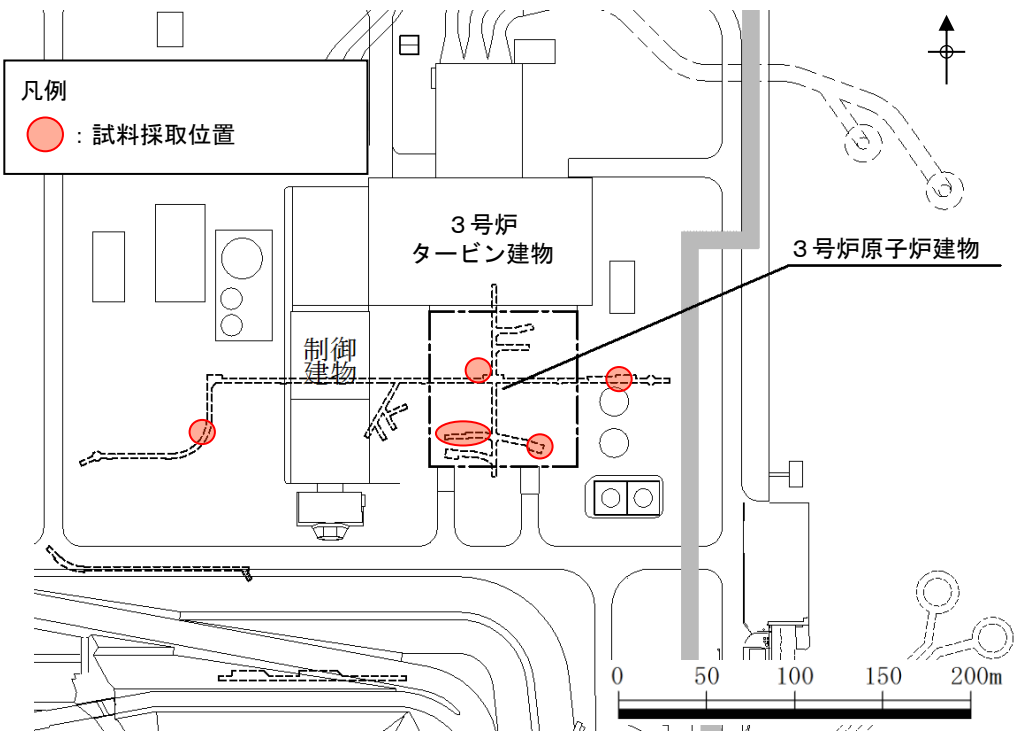 凡例
：試料採取位置
３号炉
タービン建物
３号炉原子炉建物
制御
建物
0 50 100 150 200m